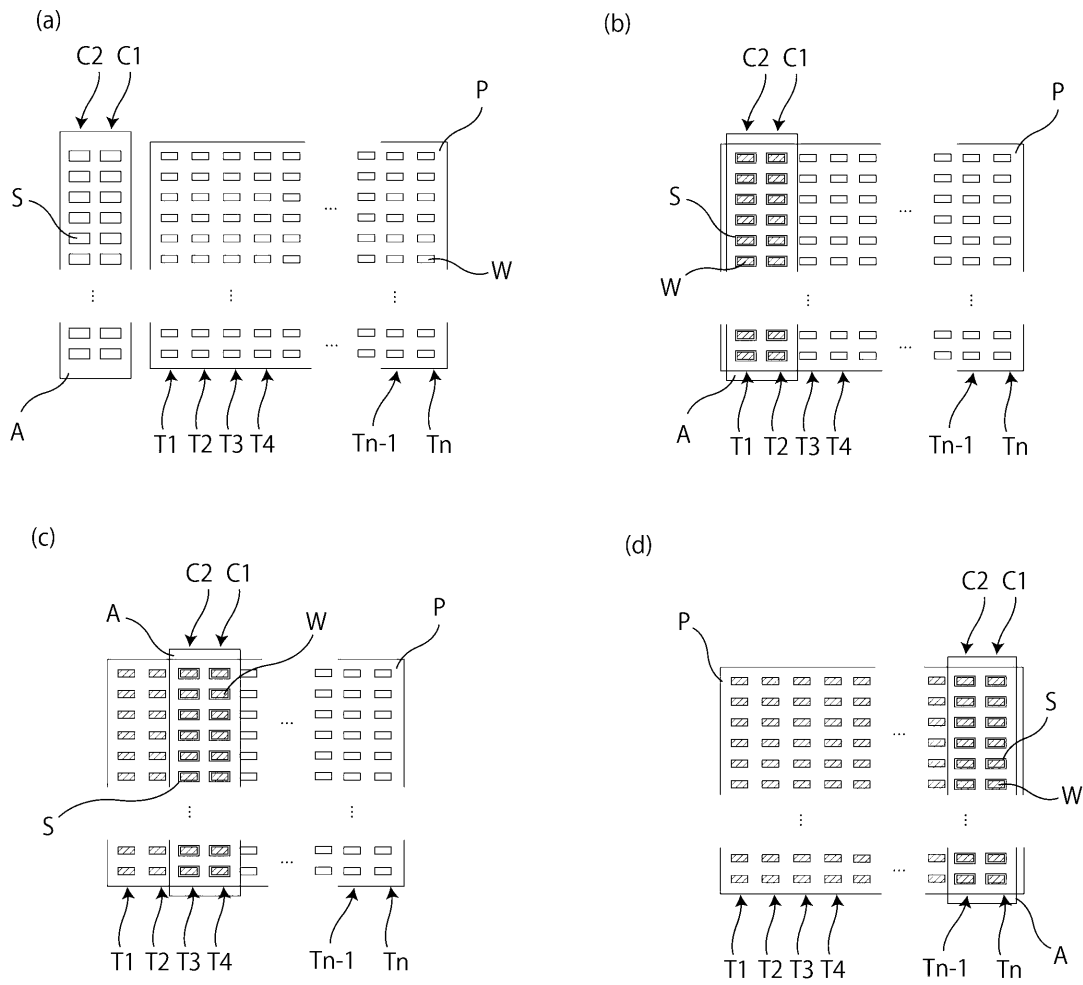 (a)
C2 C1
P
S
...
W
⋮ ⋮ ⋮
...
A
T1 T2 T3 T4 Tn-1 Tn
(b)
C2 C1
P
S
...
W
⋮ ⋮
...
A
T1 T2 T3 T4 Tn-1 Tn
(c)
C2 C1
A W P
...
S
⋮ ⋮
...
T1 T2 T3 T4 Tn-1 Tn
(d)
C2 C1
P
S
...
W
⋮ ⋮
...
T1 T2 T3 T4 Tn-1 Tn A